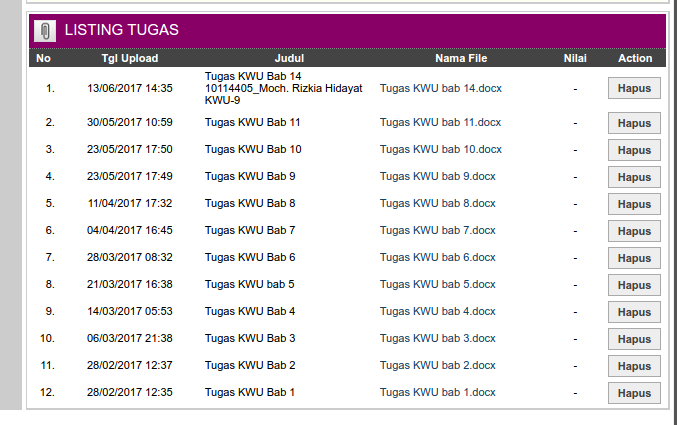 LISTING TUGAS
No Tgl Upload Judul Nama File Nilai Action
1. 13/06/2017 14:35 Tugas KWU Bab 14 10114405_Moch. Rizkia Hidayat KWU-9 Tugas KWU bab 14.docx - Hapus
2. 30/05/2017 10:59 Tugas KWU Bab 11 Tugas KWU bab 11.docx - Hapus
3. 23/05/2017 17:50 Tugas KWU Bab 10 Tugas KWU bab 10.docx - Hapus
4. 23/05/2017 17:49 Tugas KWU Bab 9 Tugas KWU bab 9.docx - Hapus
5. 11/04/2017 17:32 Tugas KWU Bab 8 Tugas KWU bab 8.docx - Hapus
6. 04/04/2017 16:45 Tugas KWU Bab 7 Tugas KWU bab 7.docx - Hapus
7. 28/03/2017 08:32 Tugas KWU Bab 6 Tugas KWU bab 6.docx - Hapus
8. 21/03/2017 16:38 Tugas KWU bab 5 Tugas KWU bab 5.docx - Hapus
9. 14/03/2017 05:53 Tugas KWU Bab 4 Tugas KWU bab 4.docx - Hapus
10. 06/03/2017 21:38 Tugas KWU Bab 3 Tugas KWU bab 3.docx - Hapus
11. 28/02/2017 12:37 Tugas KWU Bab 2 Tugas KWU bab 2.docx - Hapus
12. 28/02/2017 12:35 Tugas KWU Bab 1 Tugas KWU bab 1.docx - Hapus